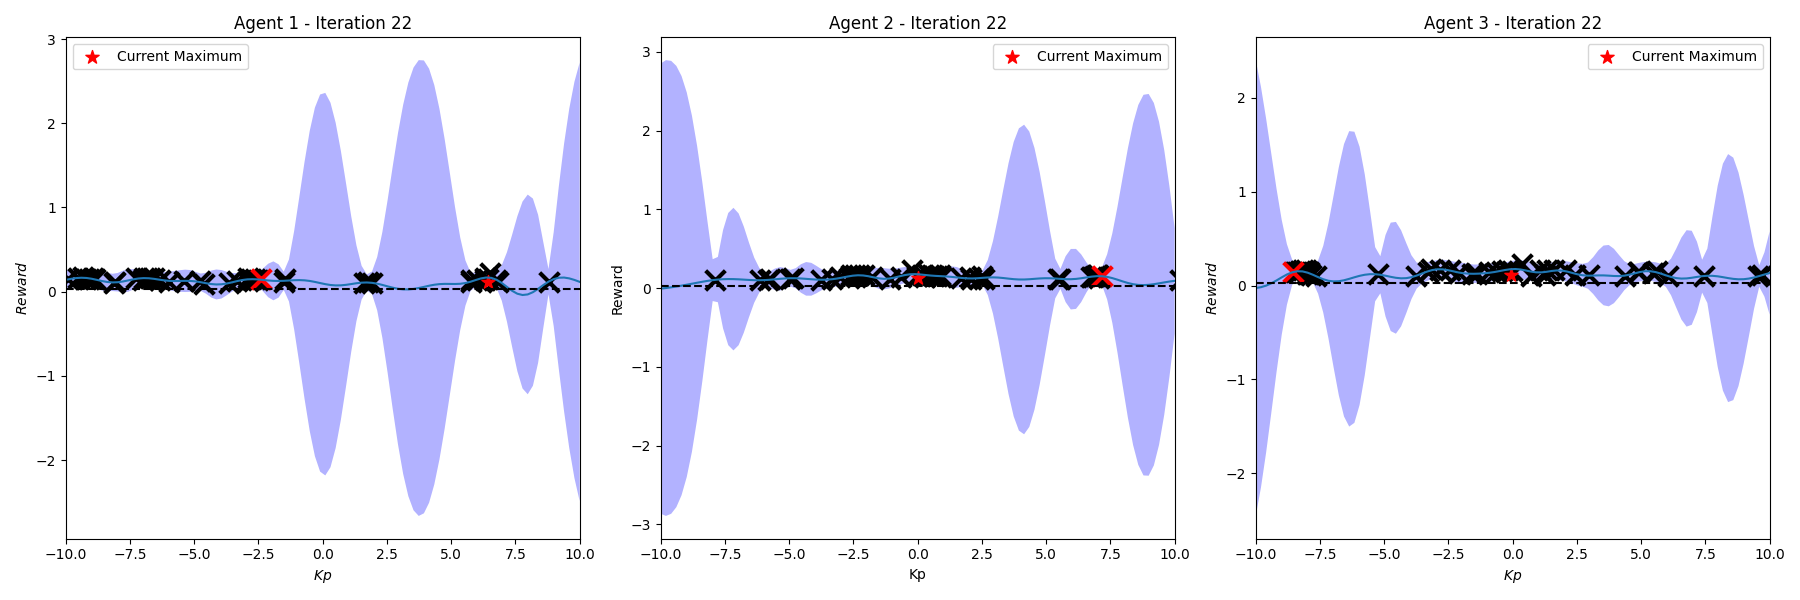 Agent 1 - Iteration 22
Current Maximum
3
2
1
0
−1
−2
Reward
−10.0 −7.5 −5.0 −2.5 0.0 2.5 5.0 7.5 10.0
Kp
Agent 2 - Iteration 22
Current Maximum
3
2
1
0
−1
−2
−3
Reward
−10.0 −7.5 −5.0 −2.5 0.0 2.5 5.0 7.5 10.0
Kp
Agent 3 - Iteration 22
Current Maximum
2
1
0
−1
−2
Reward
−10.0 −7.5 −5.0 −2.5 0.0 2.5 5.0 7.5 10.0
Kp